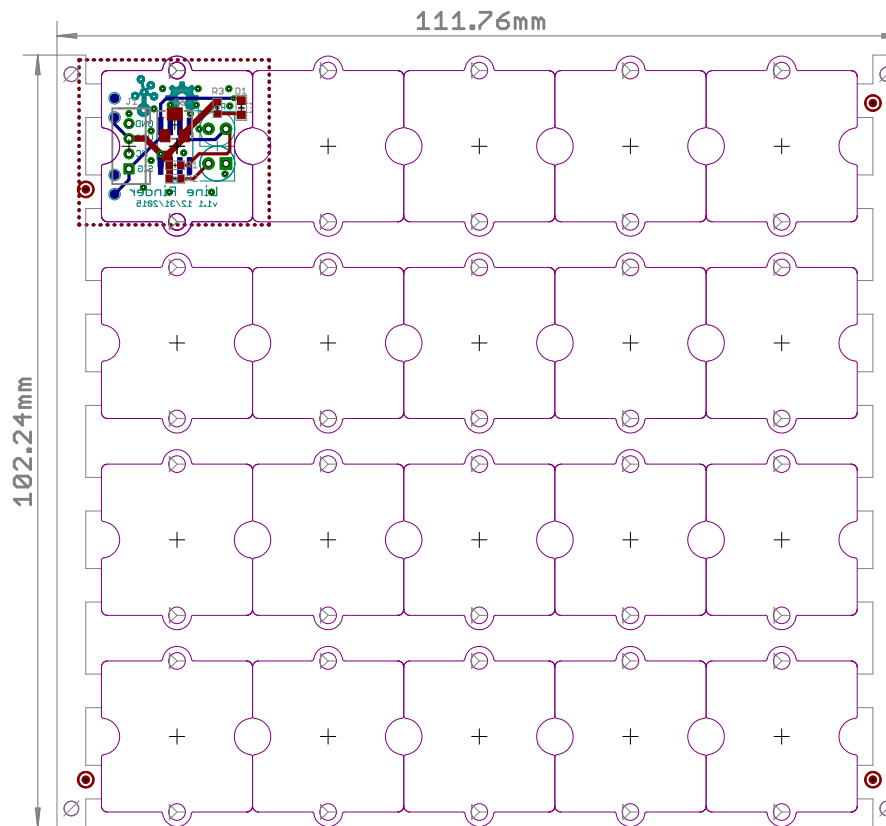 111.76mm
102.24mm
R3 D1
J1
GND
SIG
Line Finder
v1.1 12/31/2015